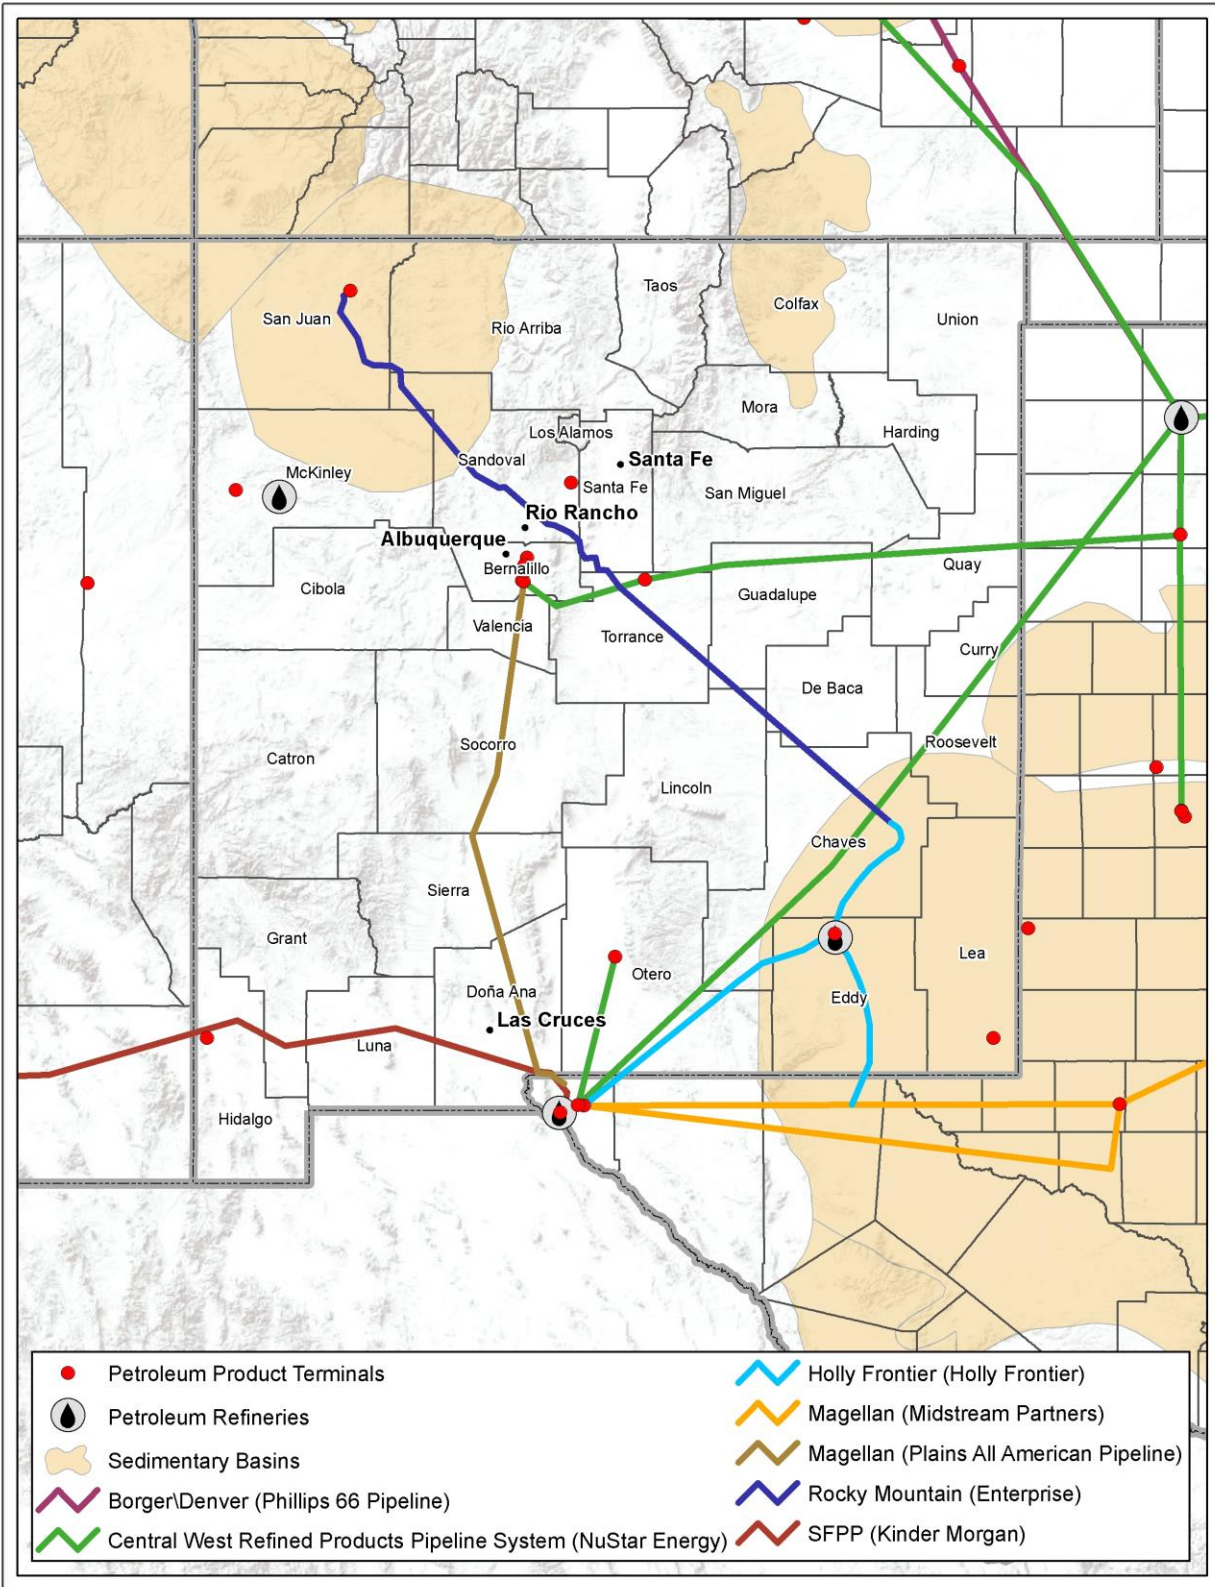 Taos
Colfax
San Juan
Rio Arriba
Union
Mora
Los Alamos
Harding
Sandoval
Santa Fe
McKinley
Santa Fe
San Miguel
Rio Rancho
Albuquerque
Bernalillo
Quay
Cibola
Guadalupe
Valencia
Torrance
Curry
De Baca
Socorro
Roosevelt
Catron
Lincoln
Chaves
Sierra
Grant
Lea
Otero
Doña Ana
Eddy
Las Cruces
Luna
Hidalgo
Petroleum Product Terminals
Petroleum Refineries
Sedimentary Basins
Borger\Denver (Phillips 66 Pipeline)
Central West Refined Products Pipeline System (NuStar Energy)
Holly Frontier (Holly Frontier)
Magellan (Midstream Partners)
Magellan (Plains All American Pipeline)
Rocky Mountain (Enterprise)
SFPP (Kinder Morgan)